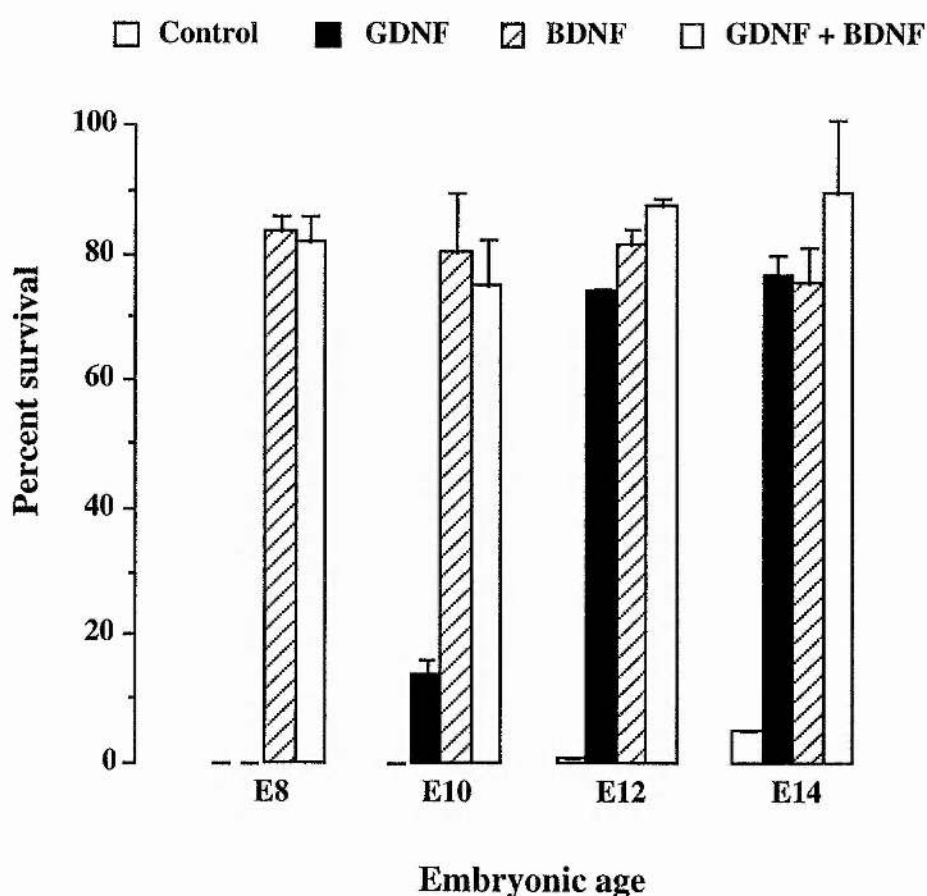 Control GDNF BDNF GDNF + BDNF
100
80
60
40
20
0
Percent survival
E8 E10 E12 E14
Embryonic age